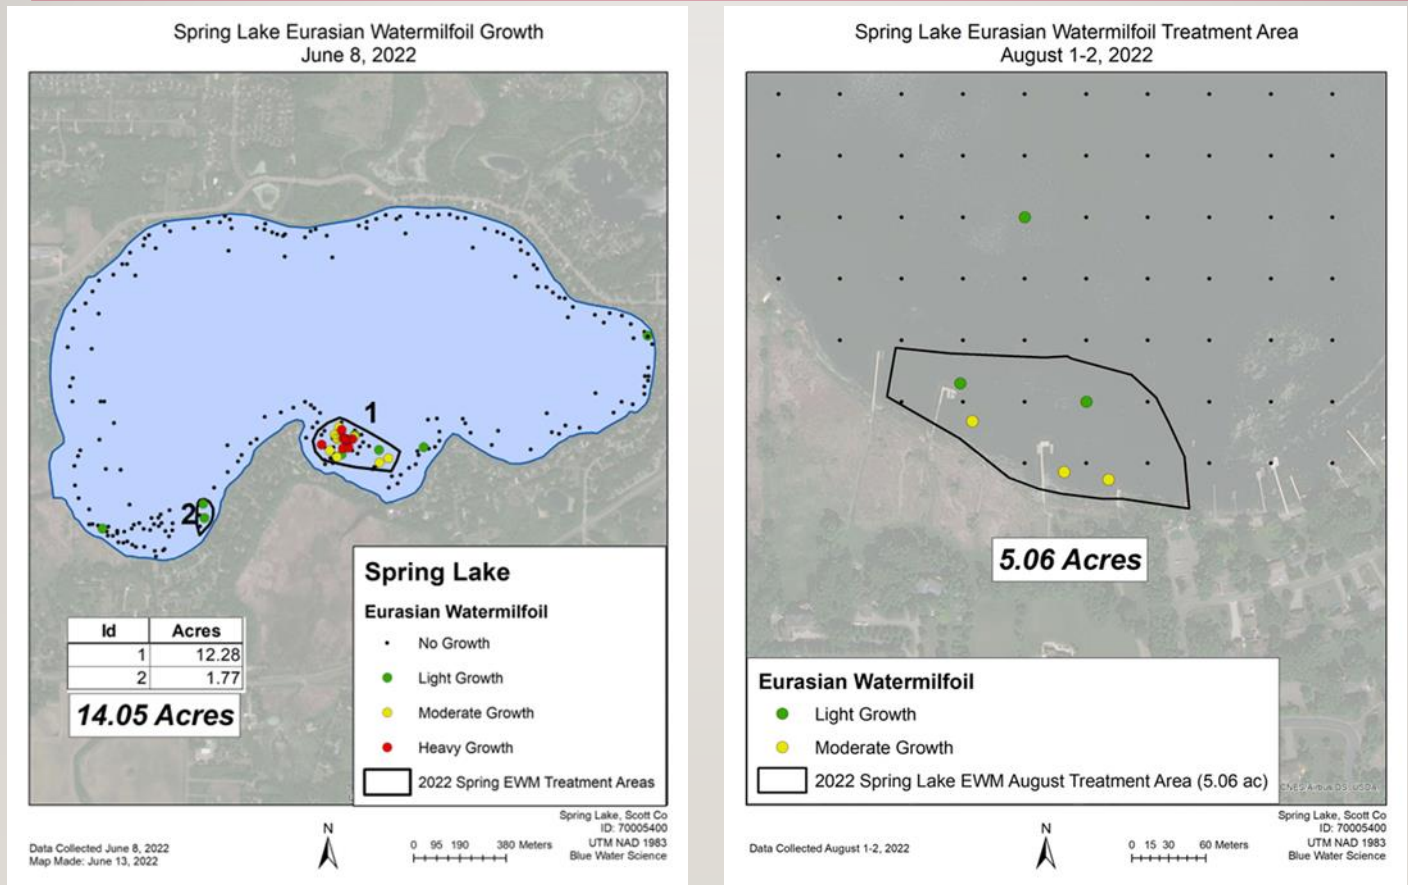 Spring Lake Eurasian Watermilfoil Growth
June 8, 2022
1
2
Id Acres
1 12.28
2 1.77
14.05 Acres
Spring Lake
Eurasian Watermilfoil
No Growth
Light Growth
Moderate Growth
Heavy Growth
2022 Spring EWM Treatment Areas
Data Collected June 8, 2022
Map Made: June 13, 2022
N
0 95 190 380 Meters
Spring Lake, Scott Co
ID: 70005400
UTM NAD 1983
Blue Water Science
Spring Lake Eurasian Watermilfoil Treatment Area
August 1-2, 2022
5.06 Acres
Eurasian Watermilfoil
Light Growth
Moderate Growth
2022 Spring Lake EWM August Treatment Area (5.06 ac)
CNES/Airbus DS, USDA,
Data Collected August 1-2, 2022
N
0 15 30 60 Meters
Spring Lake, Scott Co
ID: 70005400
UTM NAD 1983
Blue Water Science